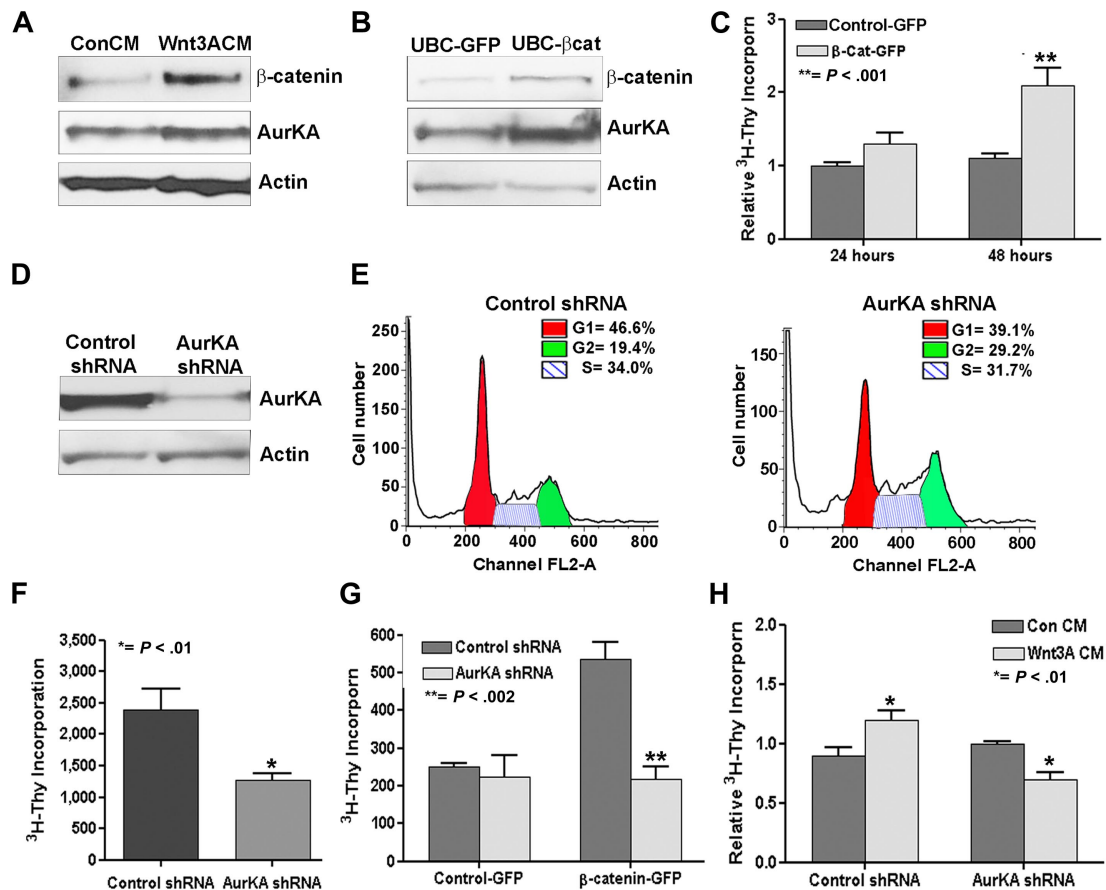 A
ConCM Wnt3ACM
β-catenin
AurKA
Actin
B
UBC-GFP UBC-βcat
β-catenin
AurKA
Actin
C
Relative ³H-Thy Incorporn
3
2
1
0
Control-GFP
β-Cat-GFP
**= P < .001
**
24 hours 48 hours
D
Control shRNA
AurKA shRNA
AurKA
Actin
E
Control shRNA
G1= 46.6%
G2= 19.4%
S= 34.0%
Cell number
250
200
150
100
50
0
0 200 400 600 800
Channel FL2-A
AurKA shRNA
G1= 39.1%
G2= 29.2%
S= 31.7%
Cell number
150
100
50
0
0 200 400 600 800
Channel FL2-A
F
³H-Thy Incorporation
3,500
3,000
2,500
2,000
1,500
1,000
500
0
*= P < .01
*
Control shRNA AurKA shRNA
G
³H-Thy Incorporn
600
500
400
300
200
100
0
Control shRNA
AurKA shRNA
**= P < .002
**
Control-GFP β-catenin-GFP
H
Relative ³H-Thy Incorporn
2.0
1.5
1.0
0.5
0.0
Con CM
Wnt3A CM
*= P < .01
*
*
Control shRNA AurKA shRNA